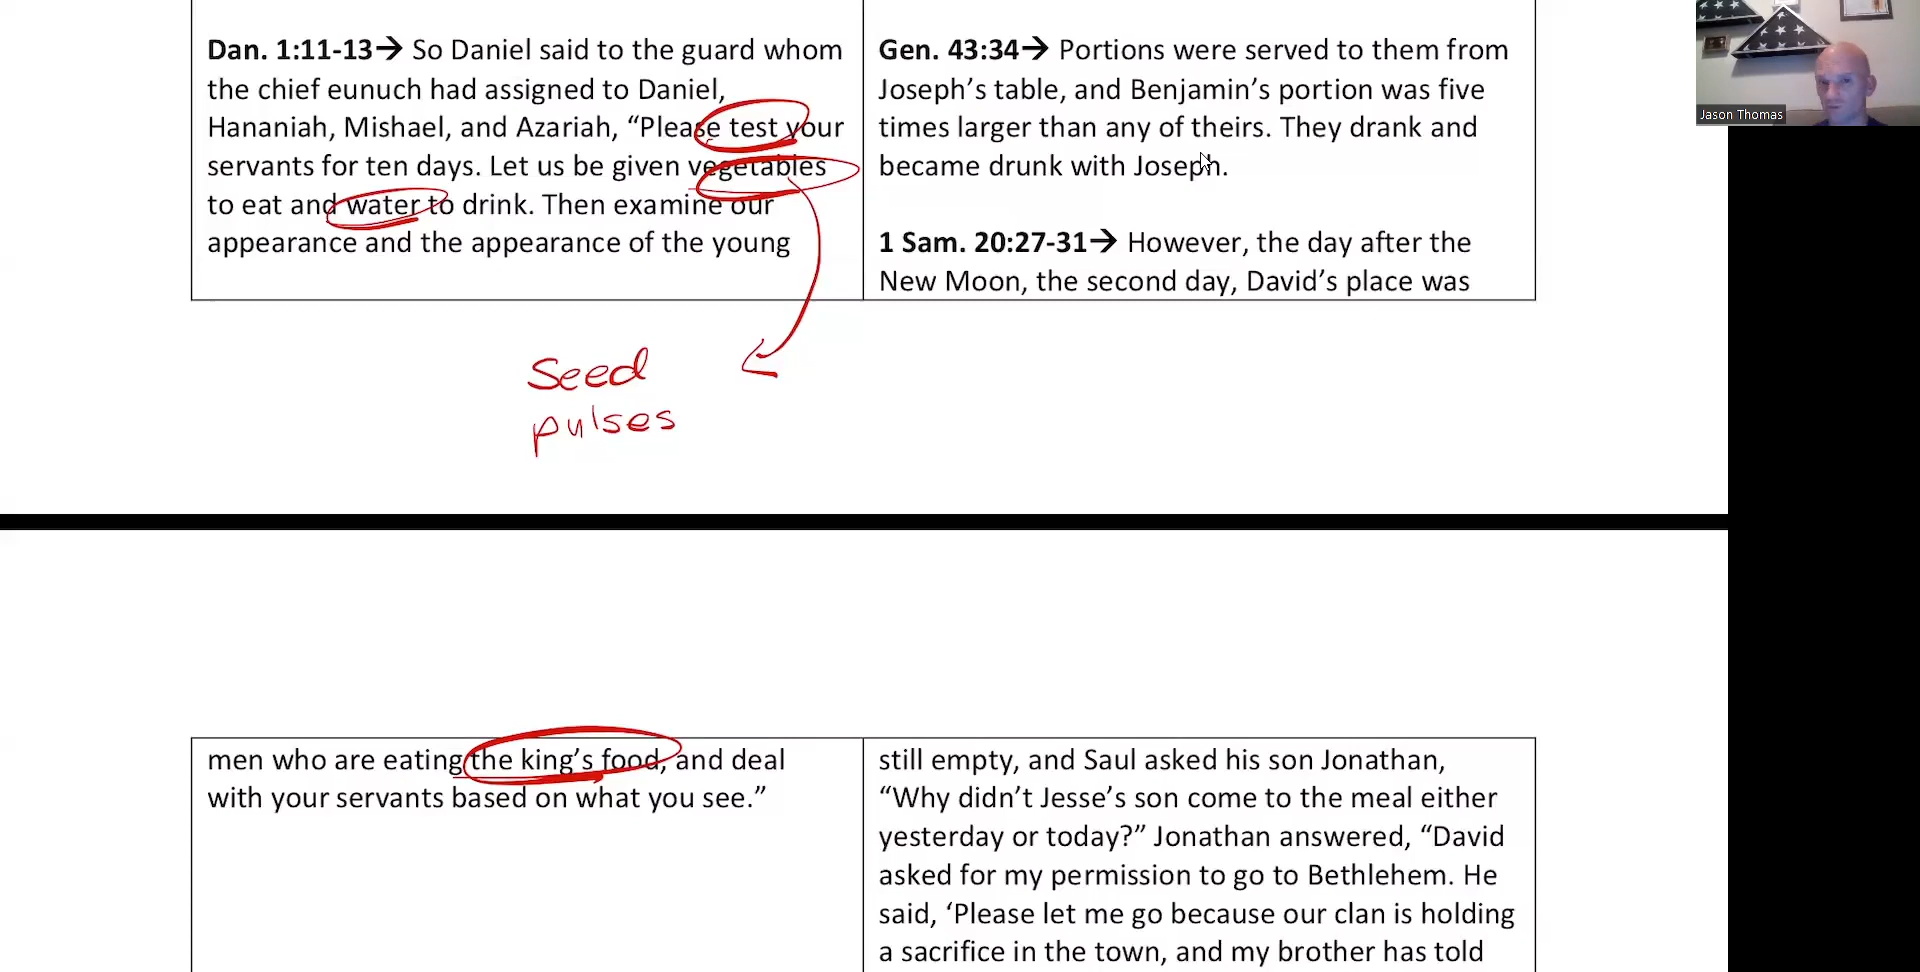 Dan. 1:11-13→ So Daniel said to the guard whom
the chief eunuch had assigned to Daniel,
Hananiah, Mishael, and Azariah, “Please test your
servants for ten days. Let us be given vegetables
to eat and water to drink. Then examine our
appearance and the appearance of the young
Gen. 43:34→ Portions were served to them from
Joseph’s table, and Benjamin’s portion was five
times larger than any of theirs. They drank and
became drunk with Joseph.
1 Sam. 20:27-31→ However, the day after the
New Moon, the second day, David’s place was
Seed
pulses
men who are eating the king’s food, and deal
with your servants based on what you see.”
still empty, and Saul asked his son Jonathan,
“Why didn’t Jesse’s son come to the meal either
yesterday or today?” Jonathan answered, “David
asked for my permission to go to Bethlehem. He
said, ‘Please let me go because our clan is holding
a sacrifice in the town, and my brother has told
Jason Thomas